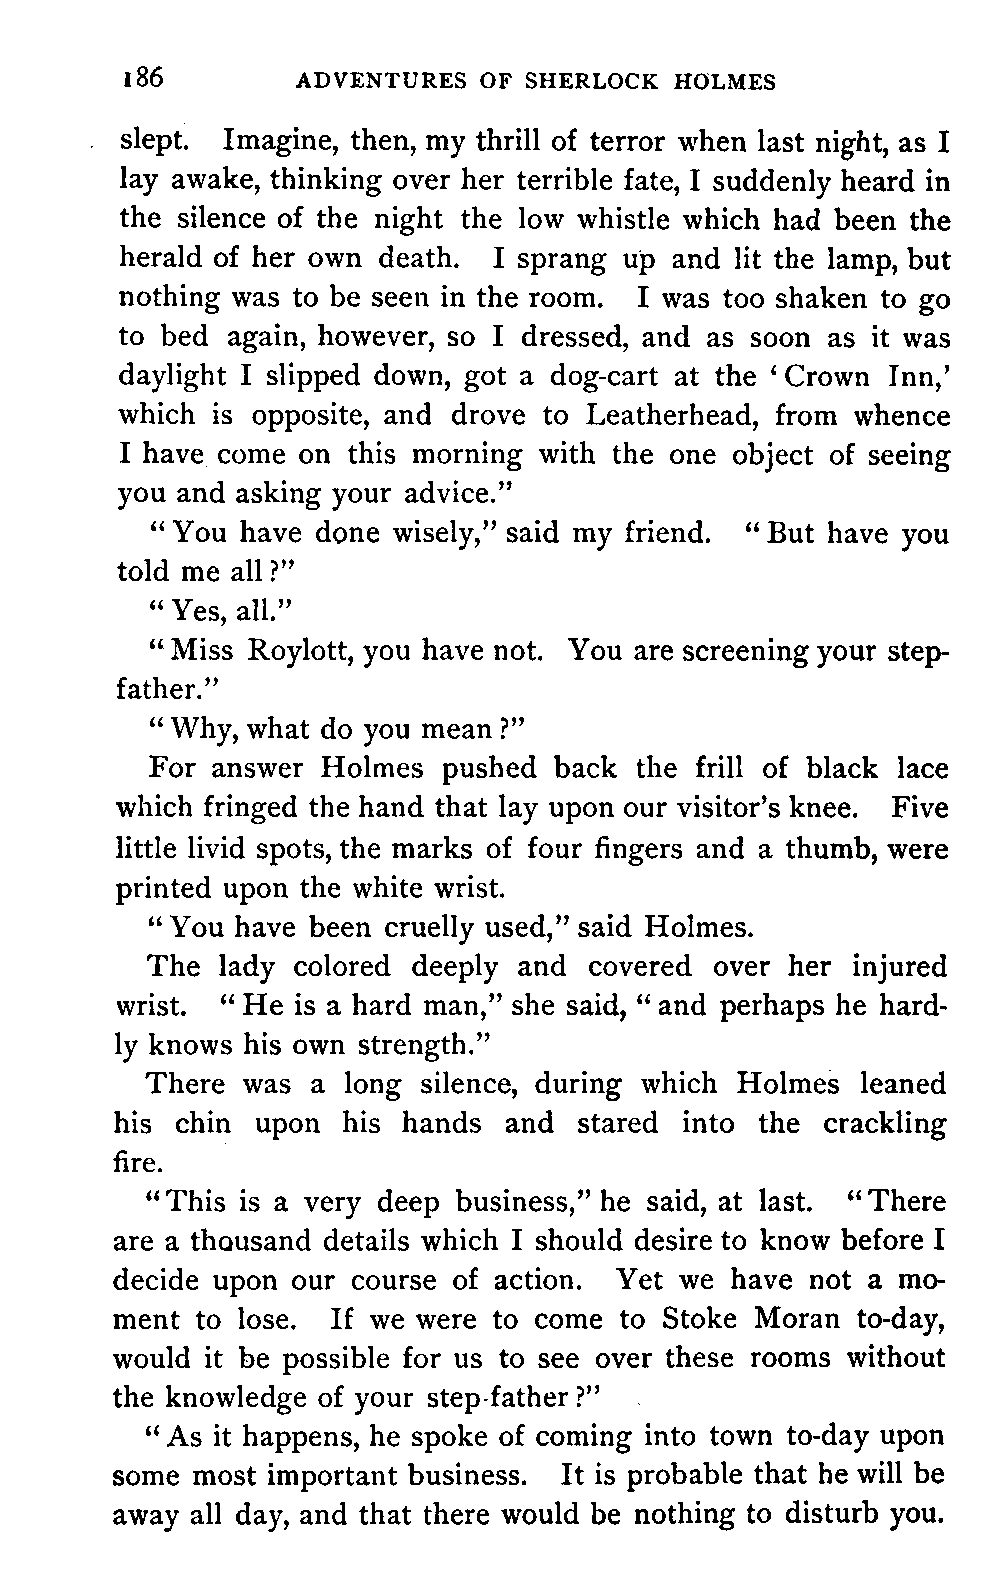 186 ADVENTURES OF SHERLOCK HOLMES
slept. Imagine, then, my thrill of terror when last night, as I
lay awake, thinking over her terrible fate, I suddenly heard in
the silence of the night the low whistle which had been the
herald of her own death. I sprang up and lit the lamp, but
nothing was to be seen in the room. I was too shaken to go
to bed again, however, so I dressed, and as soon as it was
daylight I slipped down, got a dog-cart at the ‘Crown Inn,’
which is opposite, and drove to Leatherhead, from whence
I have come on this morning with the one object of seeing
you and asking your advice.”
“You have done wisely,” said my friend. “But have you
told me all?”
“Yes, all.”
“Miss Roylott, you have not. You are screening your step-
father.”
“Why, what do you mean?”
For answer Holmes pushed back the frill of black lace
which fringed the hand that lay upon our visitor’s knee. Five
little livid spots, the marks of four fingers and a thumb, were
printed upon the white wrist.
“You have been cruelly used,” said Holmes.
The lady colored deeply and covered over her injured
wrist. “He is a hard man,” she said, “and perhaps he hard-
ly knows his own strength.”
There was a long silence, during which Holmes leaned
his chin upon his hands and stared into the crackling
fire.
“This is a very deep business,” he said, at last. “There
are a thousand details which I should desire to know before I
decide upon our course of action. Yet we have not a mo-
ment to lose. If we were to come to Stoke Moran to-day,
would it be possible for us to see over these rooms without
the knowledge of your step-father?”
“As it happens, he spoke of coming into town to-day upon
some most important business. It is probable that he will be
away all day, and that there would be nothing to disturb you.